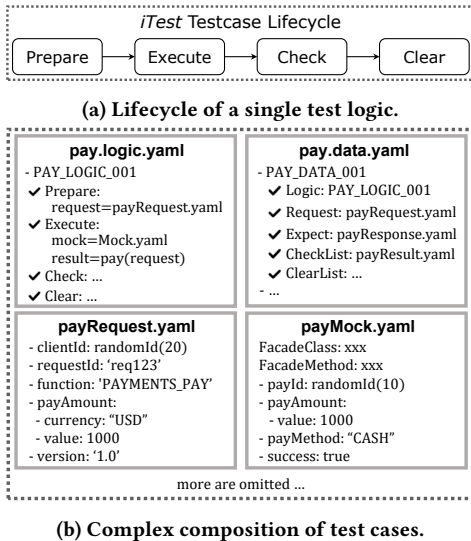 iTest Testcase Lifecycle
Prepare Execute Check Clear
(a) Lifecycle of a single test logic.
pay.logic.yaml
- PAY_LOGIC_001
✔ Prepare:
request=payRequest.yaml
✔ Execute:
mock=Mock.yaml
result=pay(request)
✔ Check: ...
✔ Clear: ...
pay.data.yaml
- PAY_DATA_001
✔ Logic: PAY_LOGIC_001
✔ Request: payRequest.yaml
✔ Expect: payResponse.yaml
✔ CheckList: payResult.yaml
✔ ClearList: ...
- ...
payRequest.yaml
- clientId: randomId(20)
- requestId: 'req123'
- function: 'PAYMENTS_PAY'
- payAmount:
- currency: “USD”
- value: 1000
- version: '1.0'
payMock.yaml
FacadeClass: xxx
FacadeMethod: xxx
- payId: randomId(10)
- payAmount:
- value: 1000
- payMethod: “CASH”
- success: true
more are omitted ...
(b) Complex composition of test cases.